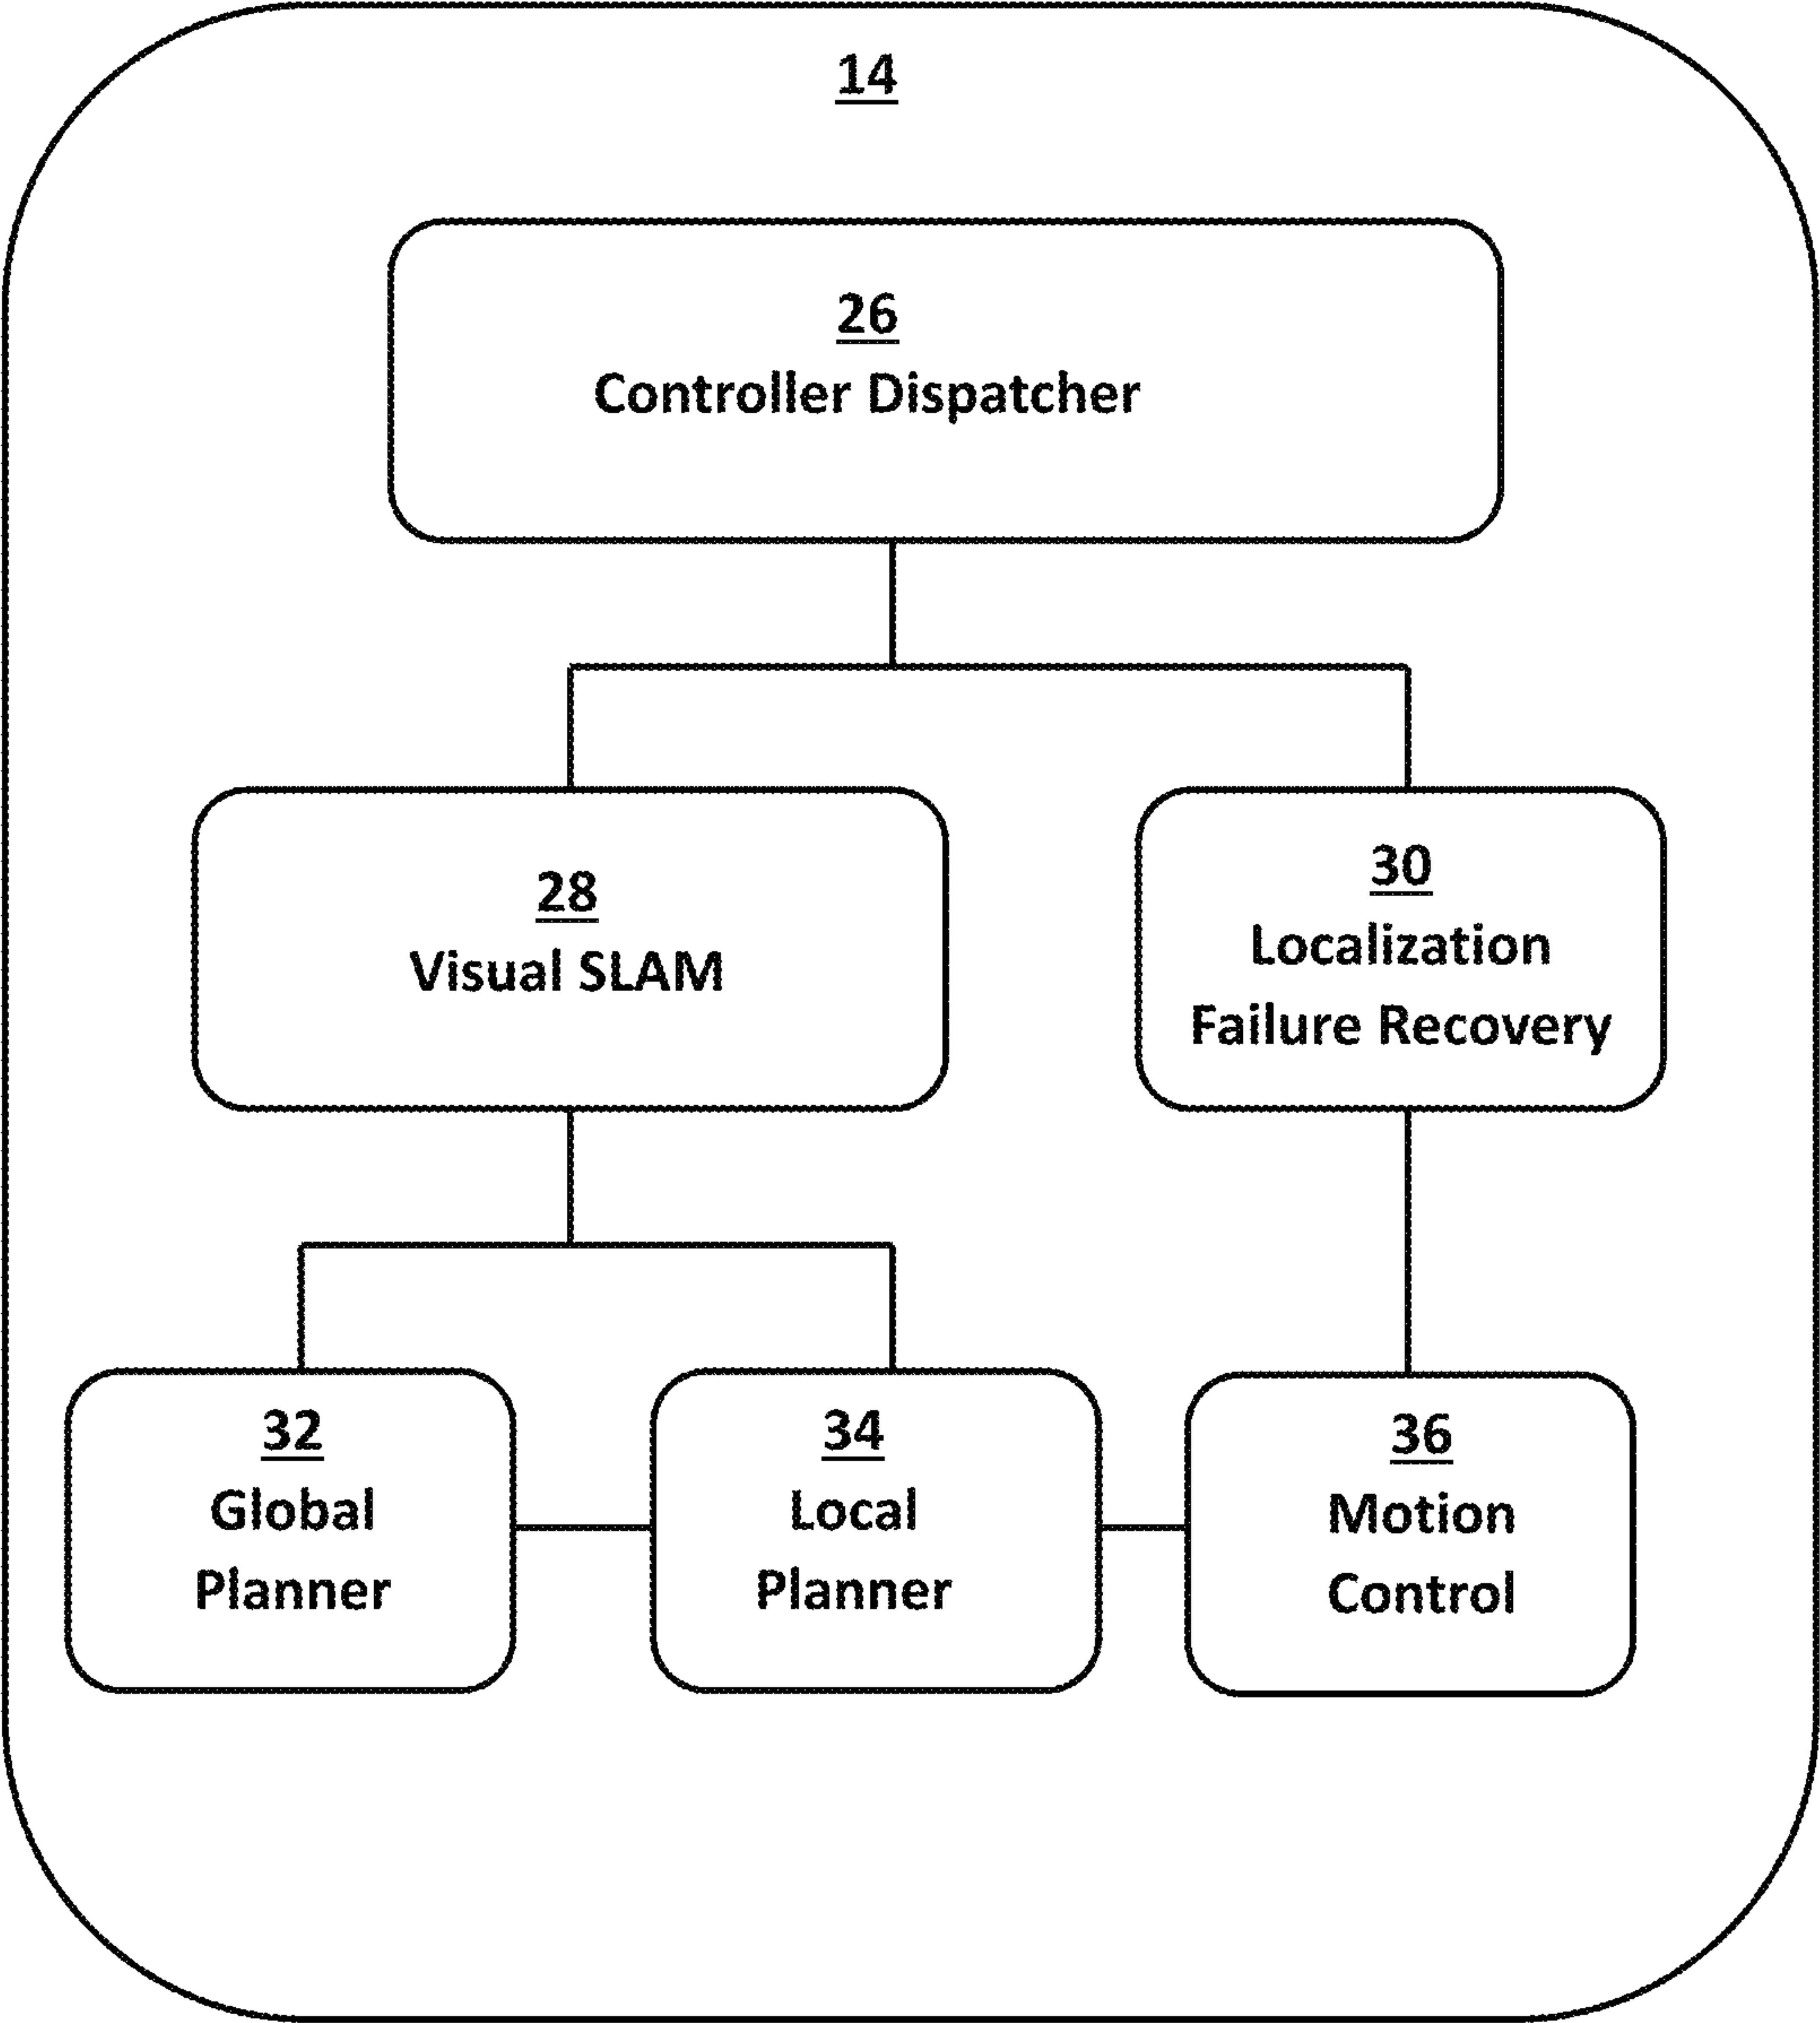 14
26
Controller Dispatcher
28
Visual SLAM
30
Localization
Failure Recovery
32
Global
Planner
34
Local
Planner
36
Motion
Control